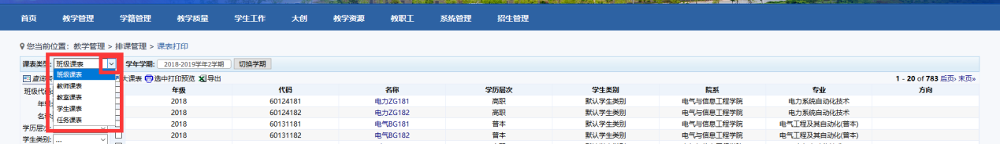 首页 教学管理 学籍管理 教学质量 学生工作 大创 教学资源 教职工 系统管理 招生管理
您当前位置: 教学管理 > 排课管理 > 课表打印
课表类型: 班级课表 学年学期: 2018-2019学年2学期 切换学期
班级课表
教师课表
教室课表
学生课表
任务课表
大课表 选中打印预览 导出 1 - 20 of 783 后页› 末页»
班级代码
学历层次:
学生类别: ...
年级 代码 名称 学历层次 学生类别 院系 专业 方向
2018 60124181 电力ZG181 高职 默认学生类别 电气与信息工程学院 电力系统自动化技术
2018 60124182 电力ZG182 高职 默认学生类别 电气与信息工程学院 电力系统自动化技术
2018 60131181 电气BG181 普本 默认学生类别 电气与信息工程学院 电气工程及其自动化(普本)
2018 60131182 电气BG182 普本 默认学生类别 电气与信息工程学院 电气工程及其自动化(普本)